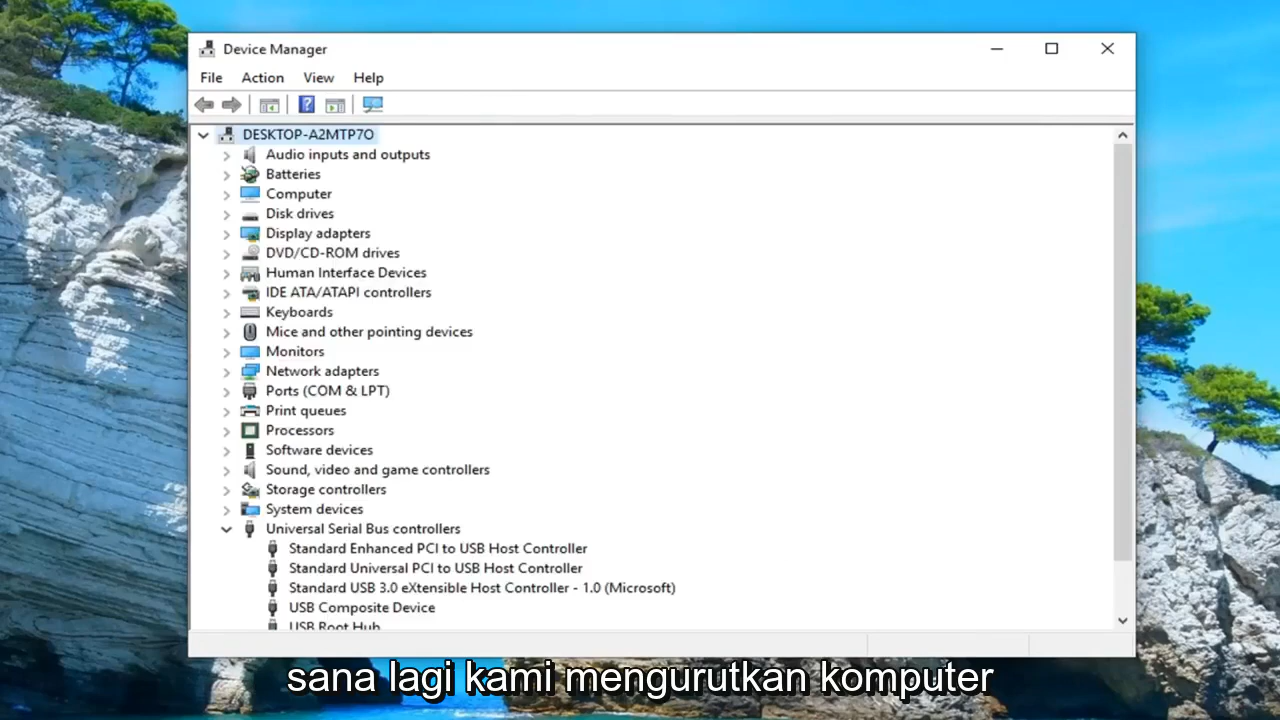 Device Manager
File Action View Help
DESKTOP-A2MTP7O
Audio inputs and outputs
Batteries
Computer
Disk drives
Display adapters
DVD/CD-ROM drives
Human Interface Devices
IDE ATA/ATAPI controllers
Keyboards
Mice and other pointing devices
Monitors
Network adapters
Ports (COM & LPT)
Print queues
Processors
Software devices
Sound, video and game controllers
Storage controllers
System devices
Universal Serial Bus controllers
Standard Enhanced PCI to USB Host Controller
Standard Universal PCI to USB Host Controller
Standard USB 3.0 eXtensible Host Controller - 1.0 (Microsoft)
USB Composite Device
USB Root Hub
sana lagi kami mengurutkan komputer